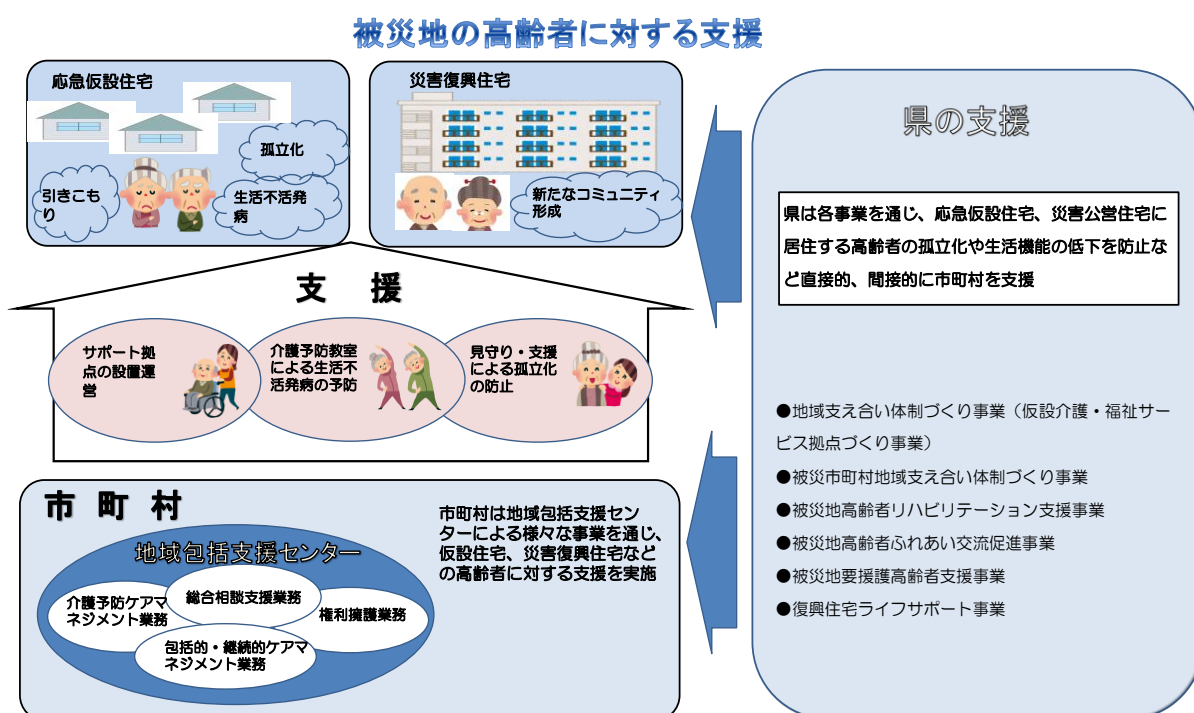 被災地の高齢者に対する支援
応急仮設住宅
孤立化
引きこも
り
生活不活発
病
災害復興住宅
新たなコミュニティ
形成
支　援
サポート拠
点の設置運
営
介護予防教室
による生活不
活発病の予防
見守り・支援
による孤立化
の防止
市 町 村
地域包括支援センター
介護予防ケアマ
ネジメント業務
総合相談支援業務
権利擁護業務
包括的・継続的ケアマ
ネジメント業務
市町村は地域包括支援セン
ターによる様々な事業を通じ、
仮設住宅、災害復興住宅など
の高齢者に対する支援を実施
県の支援
県は各事業を通じ、応急仮設住宅、災害公営住宅に
居住する高齢者の孤立化や生活機能の低下を防止な
ど直接的、間接的に市町村を支援
●地域支え合い体制づくり事業（仮設介護・福祉サー
ビス拠点づくり事業）
●被災市町村地域支え合い体制づくり事業
●被災地高齢者リハビリテーション支援事業
●被災地高齢者ふれあい交流促進事業
●被災地要援護高齢者支援事業
●復興住宅ライフサポート事業